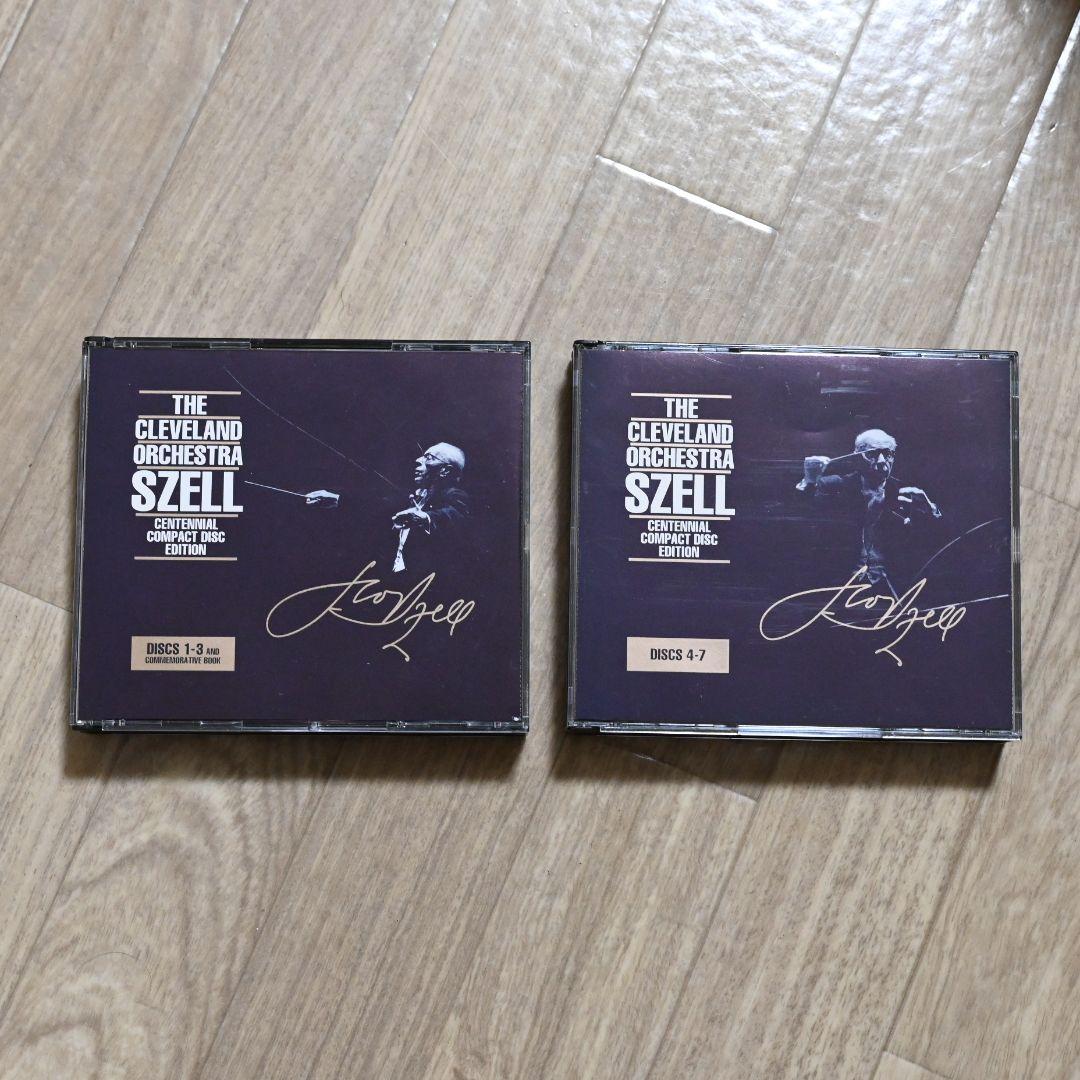 THE
CLEVELAND
ORCHESTRA
SZELL
CENTENNIAL
COMPACT DISC
EDITION
DISCS 1-3 AND
COMMEMORATIVE BOOK
THE
CLEVELAND
ORCHESTRA
SZELL
CENTENNIAL
COMPACT DISC
EDITION
DISCS 4-7